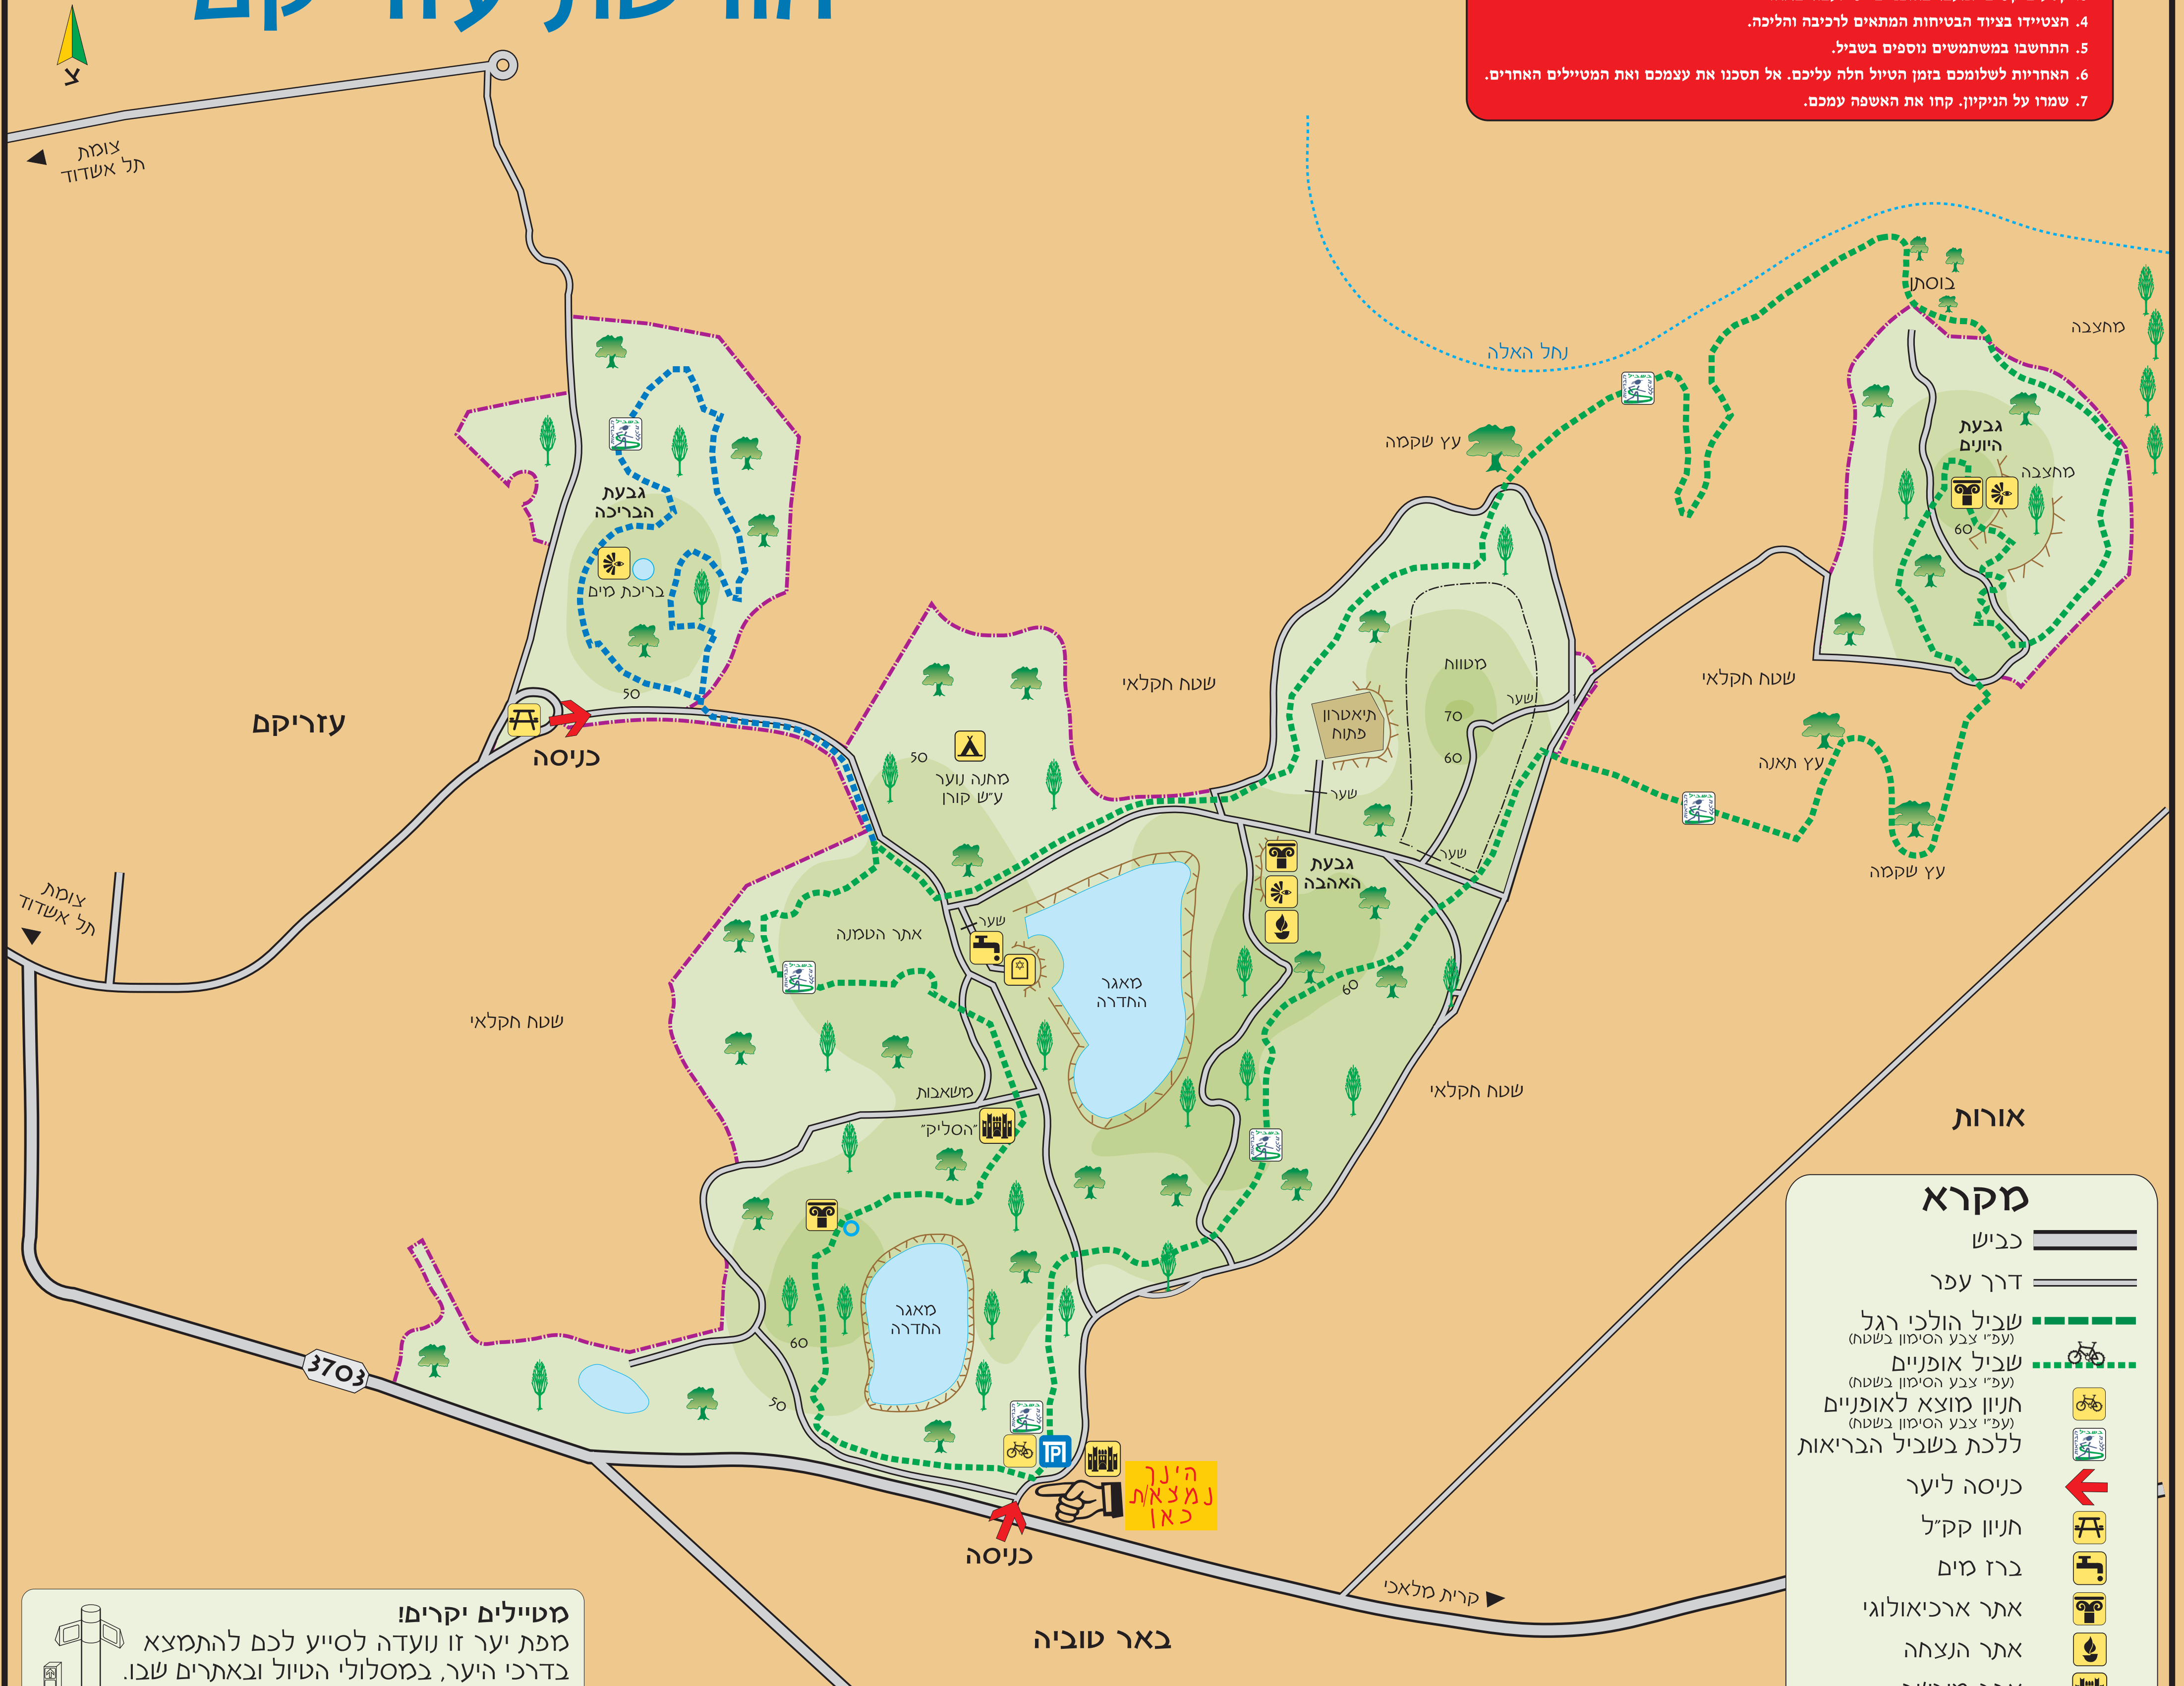 4. הצטיידו בציוד הבטיחות המתאים לרכיבה והליכה.
5. התחשבו במשתמשים נוספים בשביל.
6. האחריות לשלומכם בזמן הטיול חלה עליכם. אל תסכנו את עצמכם ואת המטיילים האחרים.
7. שמרו על הניקיון. קחו את האשפה עמכם.
צ
צומת
תל אשדוד
נחל האלה
בוסתן
מחצבה
גבעת
היונים
מחצבה
60
עץ שקמה
גבעת
הבריכה
בריכת מים
50
עזריקם
כניסה
50
מחנה נוער
ע״ש קורן
שטח חקלאי
מטווח
שער
70
60
תיאטרון
פתוח
שער
שער
שטח חקלאי
עץ תאנה
עץ שקמה
גבעת
האהבה
צומת
תל אשדוד
אתר הטמנה
שער
מאגר
החדרה
60
שטח חקלאי
משאבות
״הסליק״
שטח חקלאי
אורות
מאגר
החדרה
60
50
3703
הינך
נמצא/ת
כאן
כניסה
קרית מלאכי
באר טוביה
מקרא
כביש
דרך עפר
שביל הולכי רגל
(עפ״י צבע הסימון בשטח)
שביל אופניים
(עפ״י צבע הסימון בשטח)
חניון מוצא לאופניים
(עפ״י צבע הסימון בשטח)
ללכת בשביל הבריאות
כניסה ליער
חניון קק״ל
ברז מים
אתר ארכיאולוגי
אתר הנצחה
מטיילים יקרים!
מפת יער זו נועדה לסייע לכם להתמצא
בדרכי היער, במסלולי הטיול ובאתרים שבו.